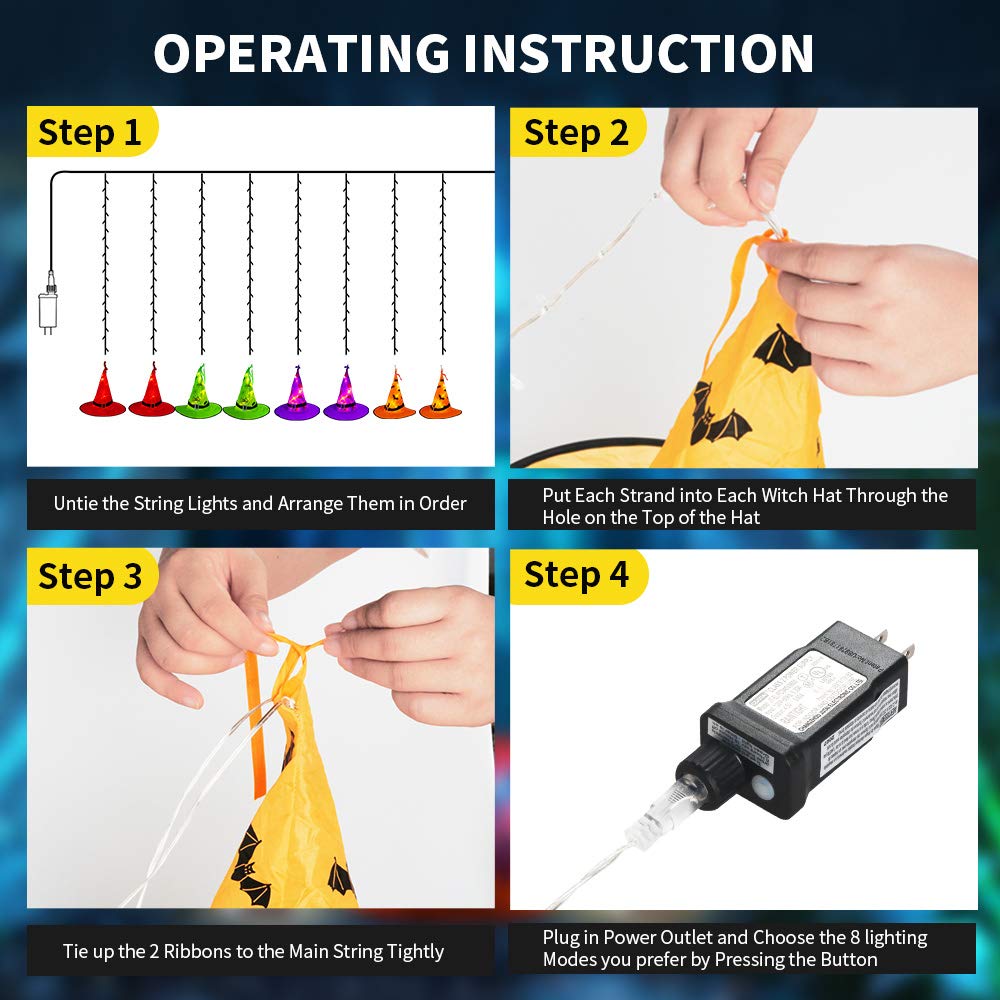 OPERATING INSTRUCTION
Step 1
Step 2
Untie the String Lights and Arrange Them in Order
Put Each Strand into Each Witch Hat Through the
Hole on the Top of the Hat
Step 3
Step 4
Tie up the 2 Ribbons to the Main String Tightly
Plug in Power Outlet and Choose the 8 lighting
Modes you prefer by Pressing the Button